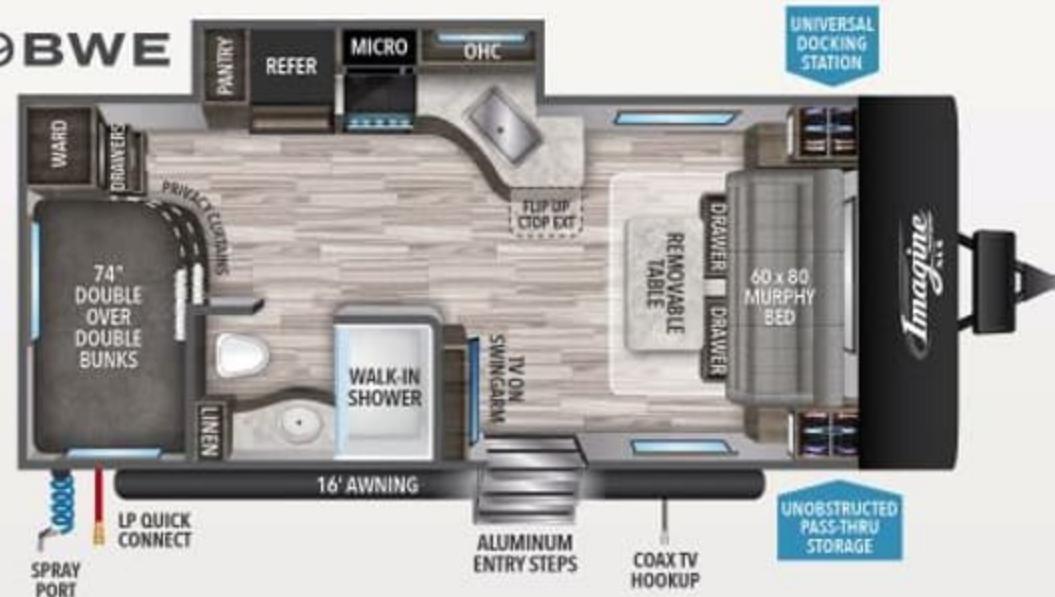 BWE
UNIVERSAL
DOCKING
STATION
PANTRY
REFER
MICRO
OHC
WARD
DRAWERS
PRIVACY CURTAINS
FLIP UP
CTOP EXT
74"
DOUBLE
OVER
DOUBLE
BUNKS
REMOVABLE
TABLE
DRAWER
DRAWER
60 x 80
MURPHY
BED
Imagine
XLS
WALK-IN
SHOWER
TV ON
SWINGARM
LINEN
16' AWNING
LP QUICK
CONNECT
SPRAY
PORT
ALUMINUM
ENTRY STEPS
COAX TV
HOOKUP
UNOBSTRUCTED
PASS-THRU
STORAGE